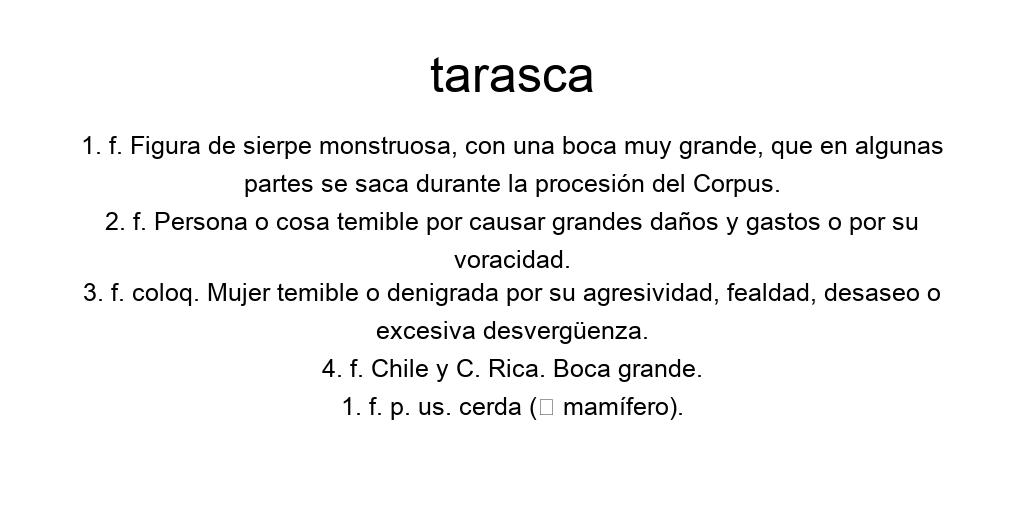 tarasca
1. f. Figura de sierpe monstruosa, con una boca muy grande, que en algunas
partes se saca durante la procesión del Corpus.
2. f. Persona o cosa temible por causar grandes daños y gastos o por su
voracidad.
3. f. coloq. Mujer temible o denigrada por su agresividad, fealdad, desaseo o
excesiva desvergüenza.
4. f. Chile y C. Rica. Boca grande.
1. f. p. us. cerda (□ mamífero).